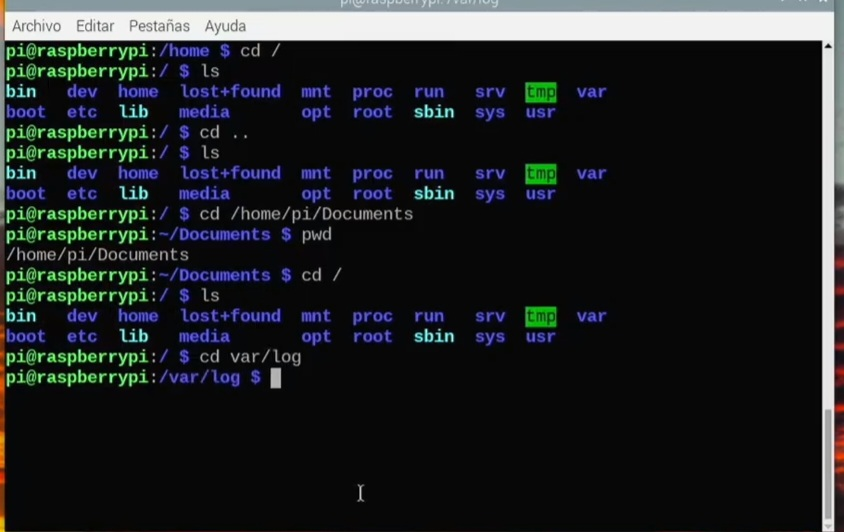 pi@raspberrypi: /var/log
Archivo Editar Pestañas Ayuda
pi@raspberrypi:/home $ cd /
pi@raspberrypi:/ $ ls
bin dev home lost+found mnt proc run srv tmp var
boot etc lib media opt root sbin sys usr
pi@raspberrypi:/ $ cd ..
pi@raspberrypi:/ $ ls
bin dev home lost+found mnt proc run srv tmp var
boot etc lib media opt root sbin sys usr
pi@raspberrypi:/ $ cd /home/pi/Documents
pi@raspberrypi:~/Documents $ pwd
/home/pi/Documents
pi@raspberrypi:~/Documents $ cd /
pi@raspberrypi:/ $ ls
bin dev home lost+found mnt proc run srv tmp var
boot etc lib media opt root sbin sys usr
pi@raspberrypi:/ $ cd var/log
pi@raspberrypi:/var/log $